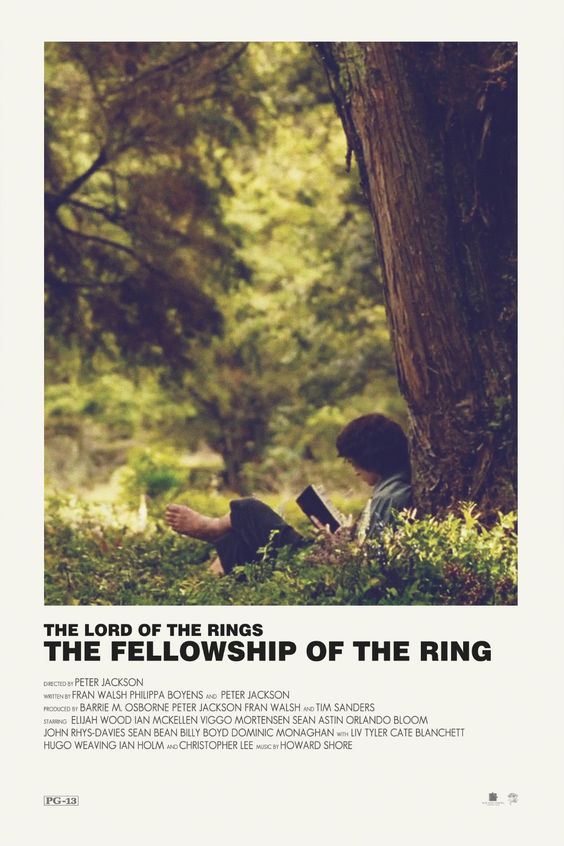 THE LORD OF THE RINGS
THE FELLOWSHIP OF THE RING
DIRECTED BY PETER JACKSON
WRITTEN BY FRAN WALSH PHILIPPA BOYENS AND PETER JACKSON
PRODUCED BY BARRIE M. OSBORNE PETER JACKSON FRAN WALSH AND TIM SANDERS
STARRING ELIJAH WOOD IAN MCKELLEN VIGGO MORTENSEN SEAN ASTIN ORLANDO BLOOM
JOHN RHYS-DAVIES SEAN BEAN BILLY BOYD DOMINIC MONAGHAN WITH LIV TYLER CATE BLANCHETT
HUGO WEAVING IAN HOLM AND CHRISTOPHER LEE MUSIC BY HOWARD SHORE
PG-13